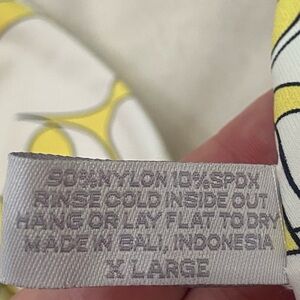 90%NYLON 10%SPDX
RINSE COLD INSIDE OUT
HANG OR LAY FLAT TO DRY
MADE IN BALI, INDONESIA
X LARGE